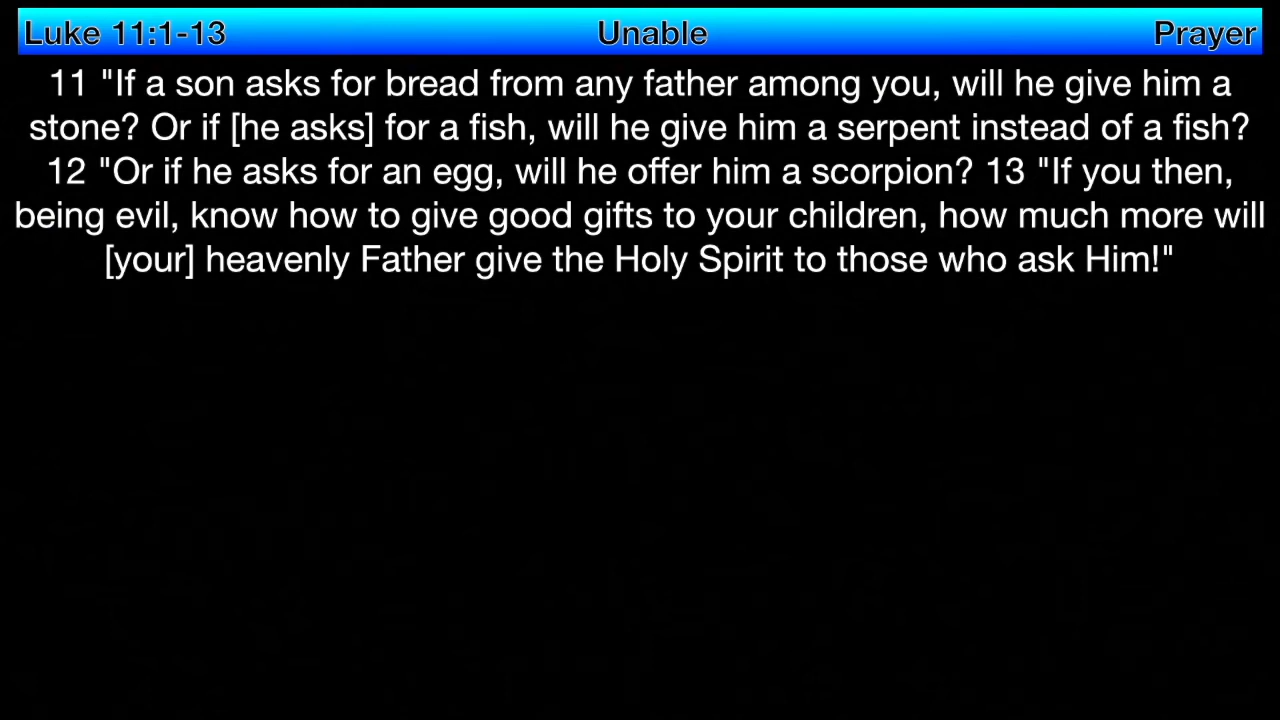 Luke 11:1-13 Unable Prayer
11 "If a son asks for bread from any father among you, will he give him a
stone? Or if [he asks] for a fish, will he give him a serpent instead of a fish?
12 "Or if he asks for an egg, will he offer him a scorpion? 13 "If you then,
being evil, know how to give good gifts to your children, how much more will
[your] heavenly Father give the Holy Spirit to those who ask Him!"